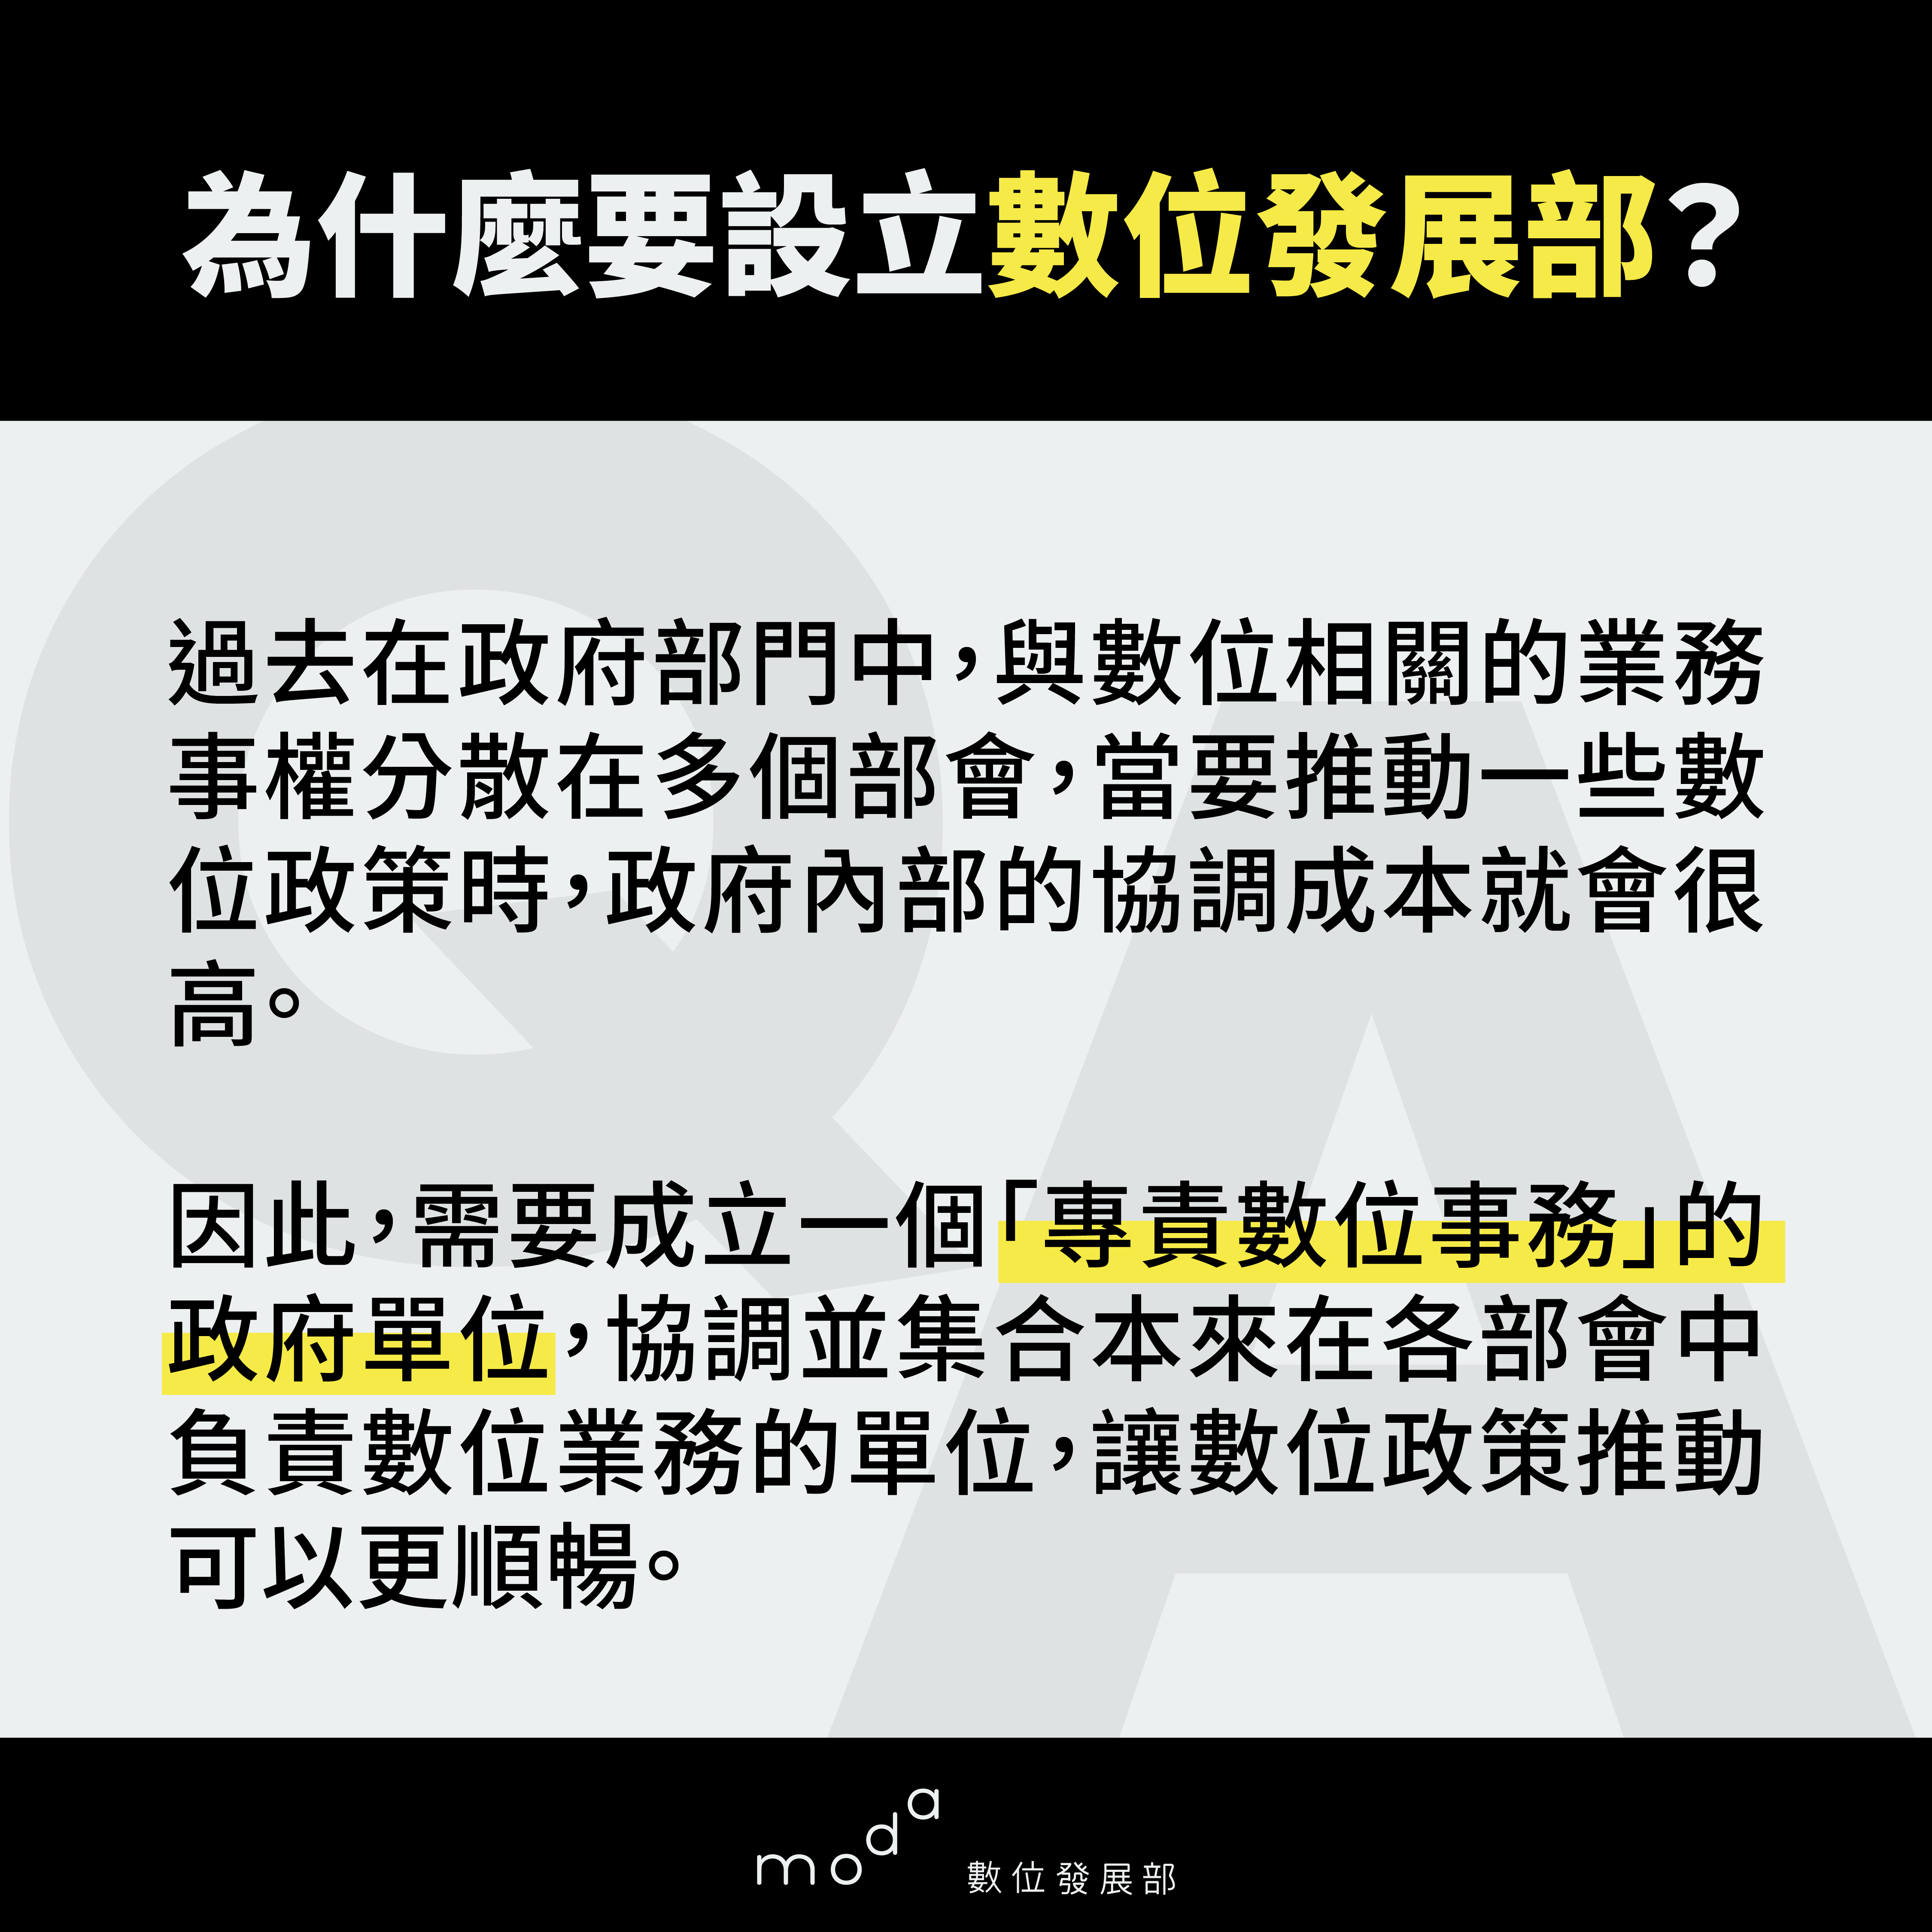 為什麼要設立數位發展部？
過去在政府部門中，與數位相關的業務
事權分散在多個部會，當要推動一些數
位政策時，政府內部的協調成本就會很
高。
因此，需要成立一個「專責數位事務」的
政府單位，協調並集合本來在各部會中
負責數位業務的單位，讓數位政策推動
可以更順暢。
moda 數位發展部
QA